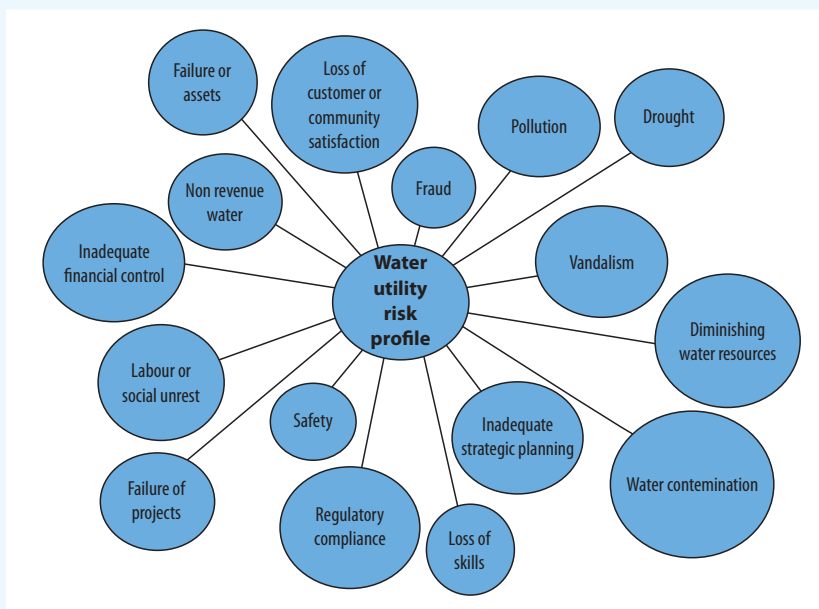 Failure or
assets
Loss of
customer or
community
satisfaction
Pollution
Drought
Non revenue
water
Fraud
Inadequate
financial control
Water
utility
risk
profile
Vandalism
Diminishing
water resources
Labour or
social unrest
Safety
Inadequate
strategic planning
Failure of
projects
Regulatory
compliance
Loss of
skills
Water contemination